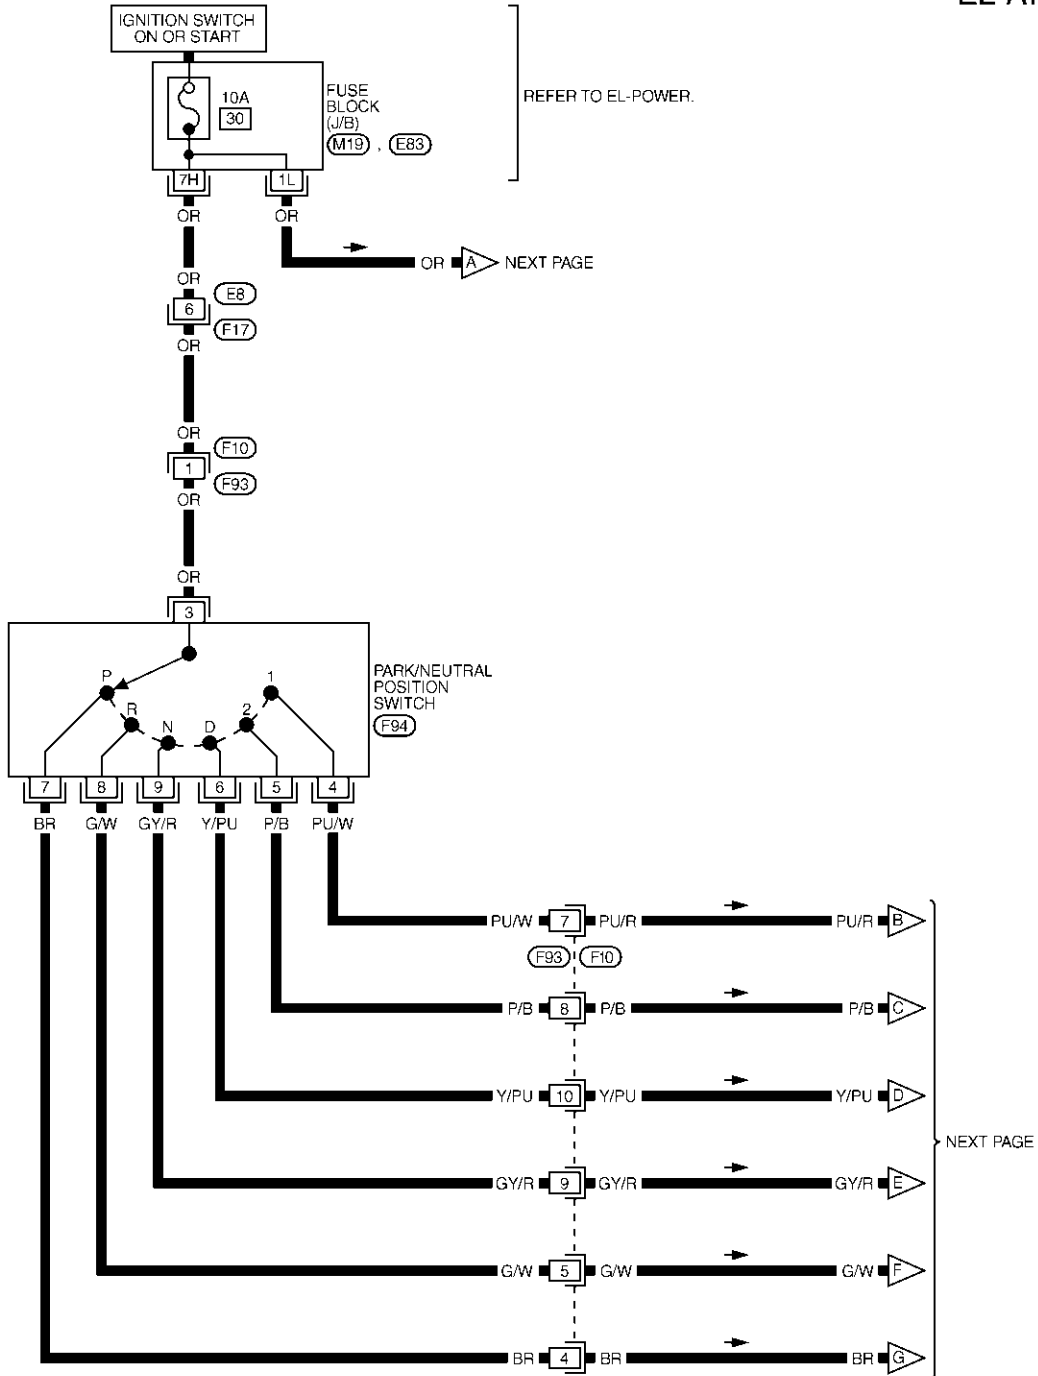 IGNITION SWITCH
ON OR START
10A
30
FUSE
BLOCK
(J/B)
M19 , E83
REFER TO EL-POWER.
7H 1L
OR OR
OR A NEXT PAGE
OR
E8
6
F17
OR
OR
F10
1
F93
OR
OR
3
PARK/NEUTRAL
POSITION
SWITCH
F94
P R N D 2 1
7 8 9 6 5 4
BR G/W GY/R Y/PU P/B PU/W
PU/W 7 PU/R PU/R B
F93 F10
P/B 8 P/B P/B C
Y/PU 10 Y/PU Y/PU D
NEXT PAGE
GY/R 9 GY/R GY/R E
G/W 5 G/W G/W F
BR 4 BR BR G